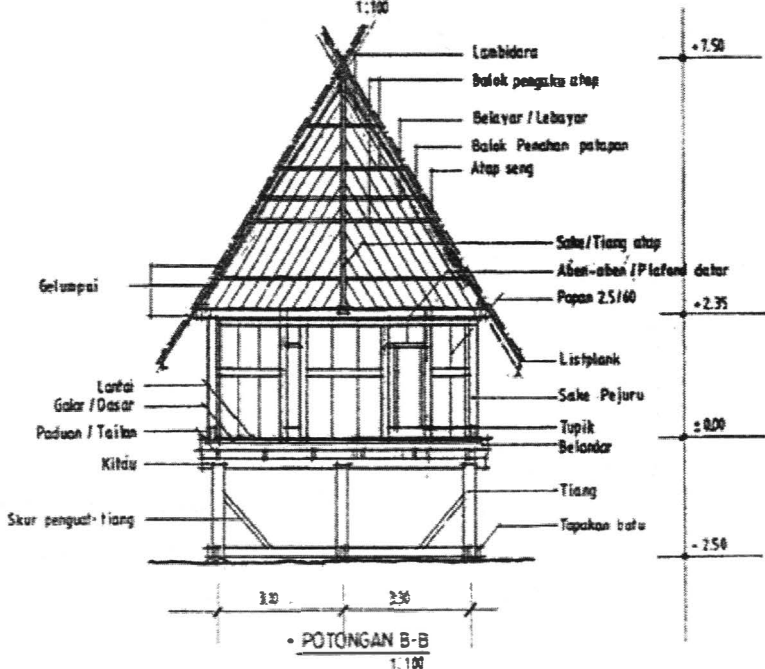 1:100
Lambidara
Balok pengaku atap
Belayar / Lebayar
Balok Penahan patapan
Atap seng
Sake/Tiang atap
Aben-aben / Plafond datar
Papan 2.5/60
Listplank
Sake Pejuru
Tupik
Belandar
Tiang
Tapakan batu
Gelumpai
Lantai
Galar / Dasar
Paduan / Tailan
Kitau
Skur penguat-tiang
+7.50
+2.35
± 0.00
- 2.50
• POTONGAN B-B
1:100